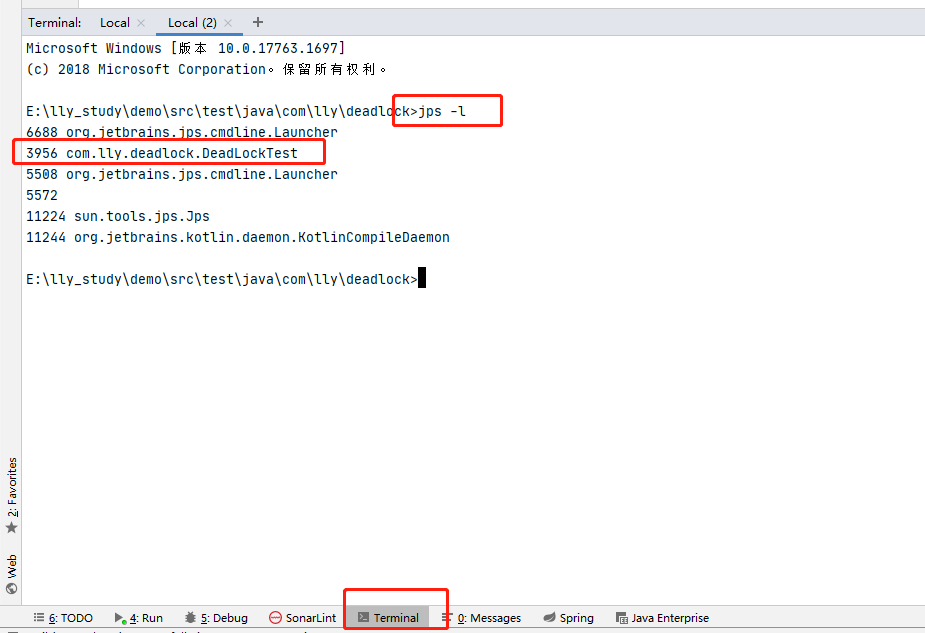 Terminal: Local × Local (2) × +
Microsoft Windows [版本 10.0.17763.1697]
(c) 2018 Microsoft Corporation。保留所有权利。
E:\lly_study\demo\src\test\java\com\lly\deadlock>jps -l
6688 org.jetbrains.jps.cmdline.Launcher
3956 com.lly.deadlock.DeadLockTest
5508 org.jetbrains.jps.cmdline.Launcher
5572
11224 sun.tools.jps.Jps
11244 org.jetbrains.kotlin.daemon.KotlinCompileDaemon
E:\lly_study\demo\src\test\java\com\lly\deadlock>
2: Favorites
Web
6: TODO 4: Run 5: Debug SonarLint Terminal 0: Messages Spring Java Enterprise